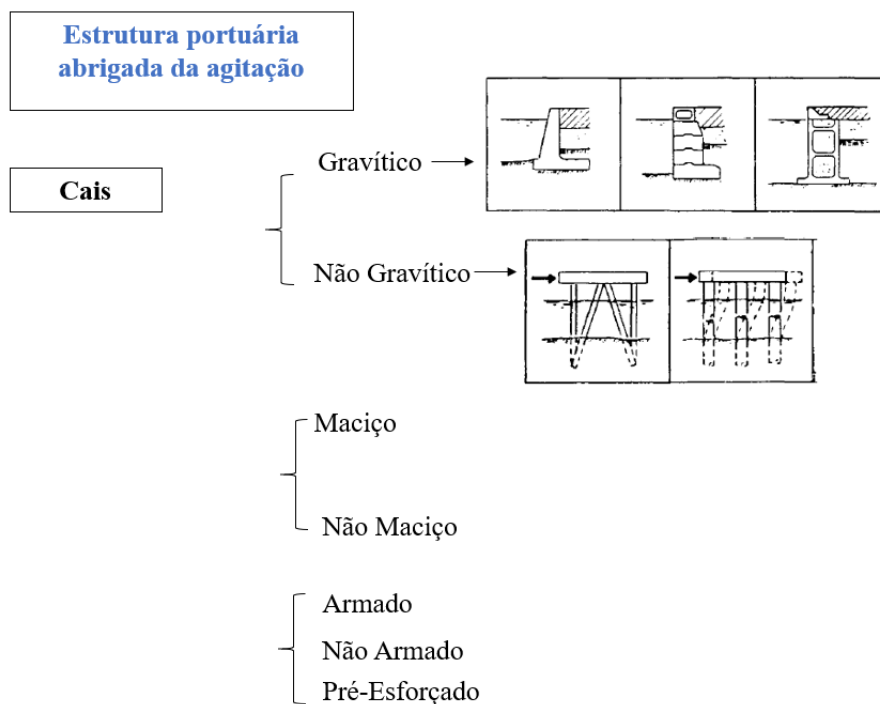 Estrutura portuária
abrigada da agitação
Cais
Gravítico
Não Gravítico
Maciço
Não Maciço
Armado
Não Armado
Pré-Esforçado